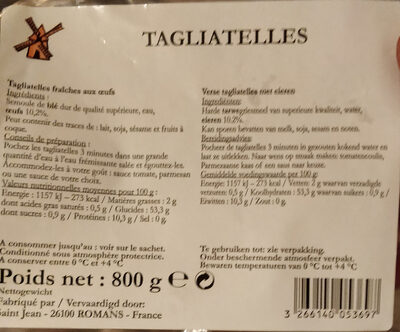 TAGLIATELLES
Tagliatelles fraîches aux œufs
Ingrédients :
Semoule de blé dur de qualité supérieure, eau,
œufs 10,2%.
Peut contenir des traces de : lait, soja, sésame et fruits à
coque.
Conseils de préparation :
Pochez les tagliatelles 3 minutes dans une grande
quantité d'eau à l'eau frémissante salée et égouttez-les.
Accommodez-les à votre goût : sauce tomate, parmesan
ou une sauce de votre choix.
Valeurs nutritionnelles moyennes pour 100 g :
Energie : 1157 kJ – 273 kcal / Matières grasses : 2 g
dont acides gras saturés : 0,5 g / Glucides : 53,3 g
dont sucres : 0,9 g / Protéines : 10,3 g / Sel : 0 g.
Verse tagliatelles met eieren
Ingrediënten:
Harde tarwegriesmeel van superieure kwaliteit, water,
eieren 10.2%.
Kan sporen bevatten van melk, soja, sesam en noten.
Bereidingsadvies:
Pocheer de tagliatelles 3 minuten in gezouten kokend water en
laat ze uitlekken. Naar wens op smaak maken: tomatensoculis,
Parmezaanse kaas of een saus naar keuze.
Gemiddelde voedingswaarde per 100 g:
Energie : 1157 kJ –273 kcal / Vetten : 2 g waarvan verzadigde
vetzuren : 0,5 g / Koolhydraten : 53,3 g waarvan suikers : 0,9 g /
Eiwitten : 10,3 g / Zout : 0 g.
A consommer jusqu'au : voir sur le sachet.
Conditionné sous atmosphère protectrice.
A conserver entre 0 °C et +4 °C
Te gebruiken tot: zie verpakking.
Onder beschermende atmosfeer verpakt.
Bewaren temperaturen van 0 °C tot +4 °C
Poids net : 800 g e
Nettogewicht
Fabriqué par / Vervaardigd door:
Saint Jean - 26100 ROMANS - France
3 266140 053697